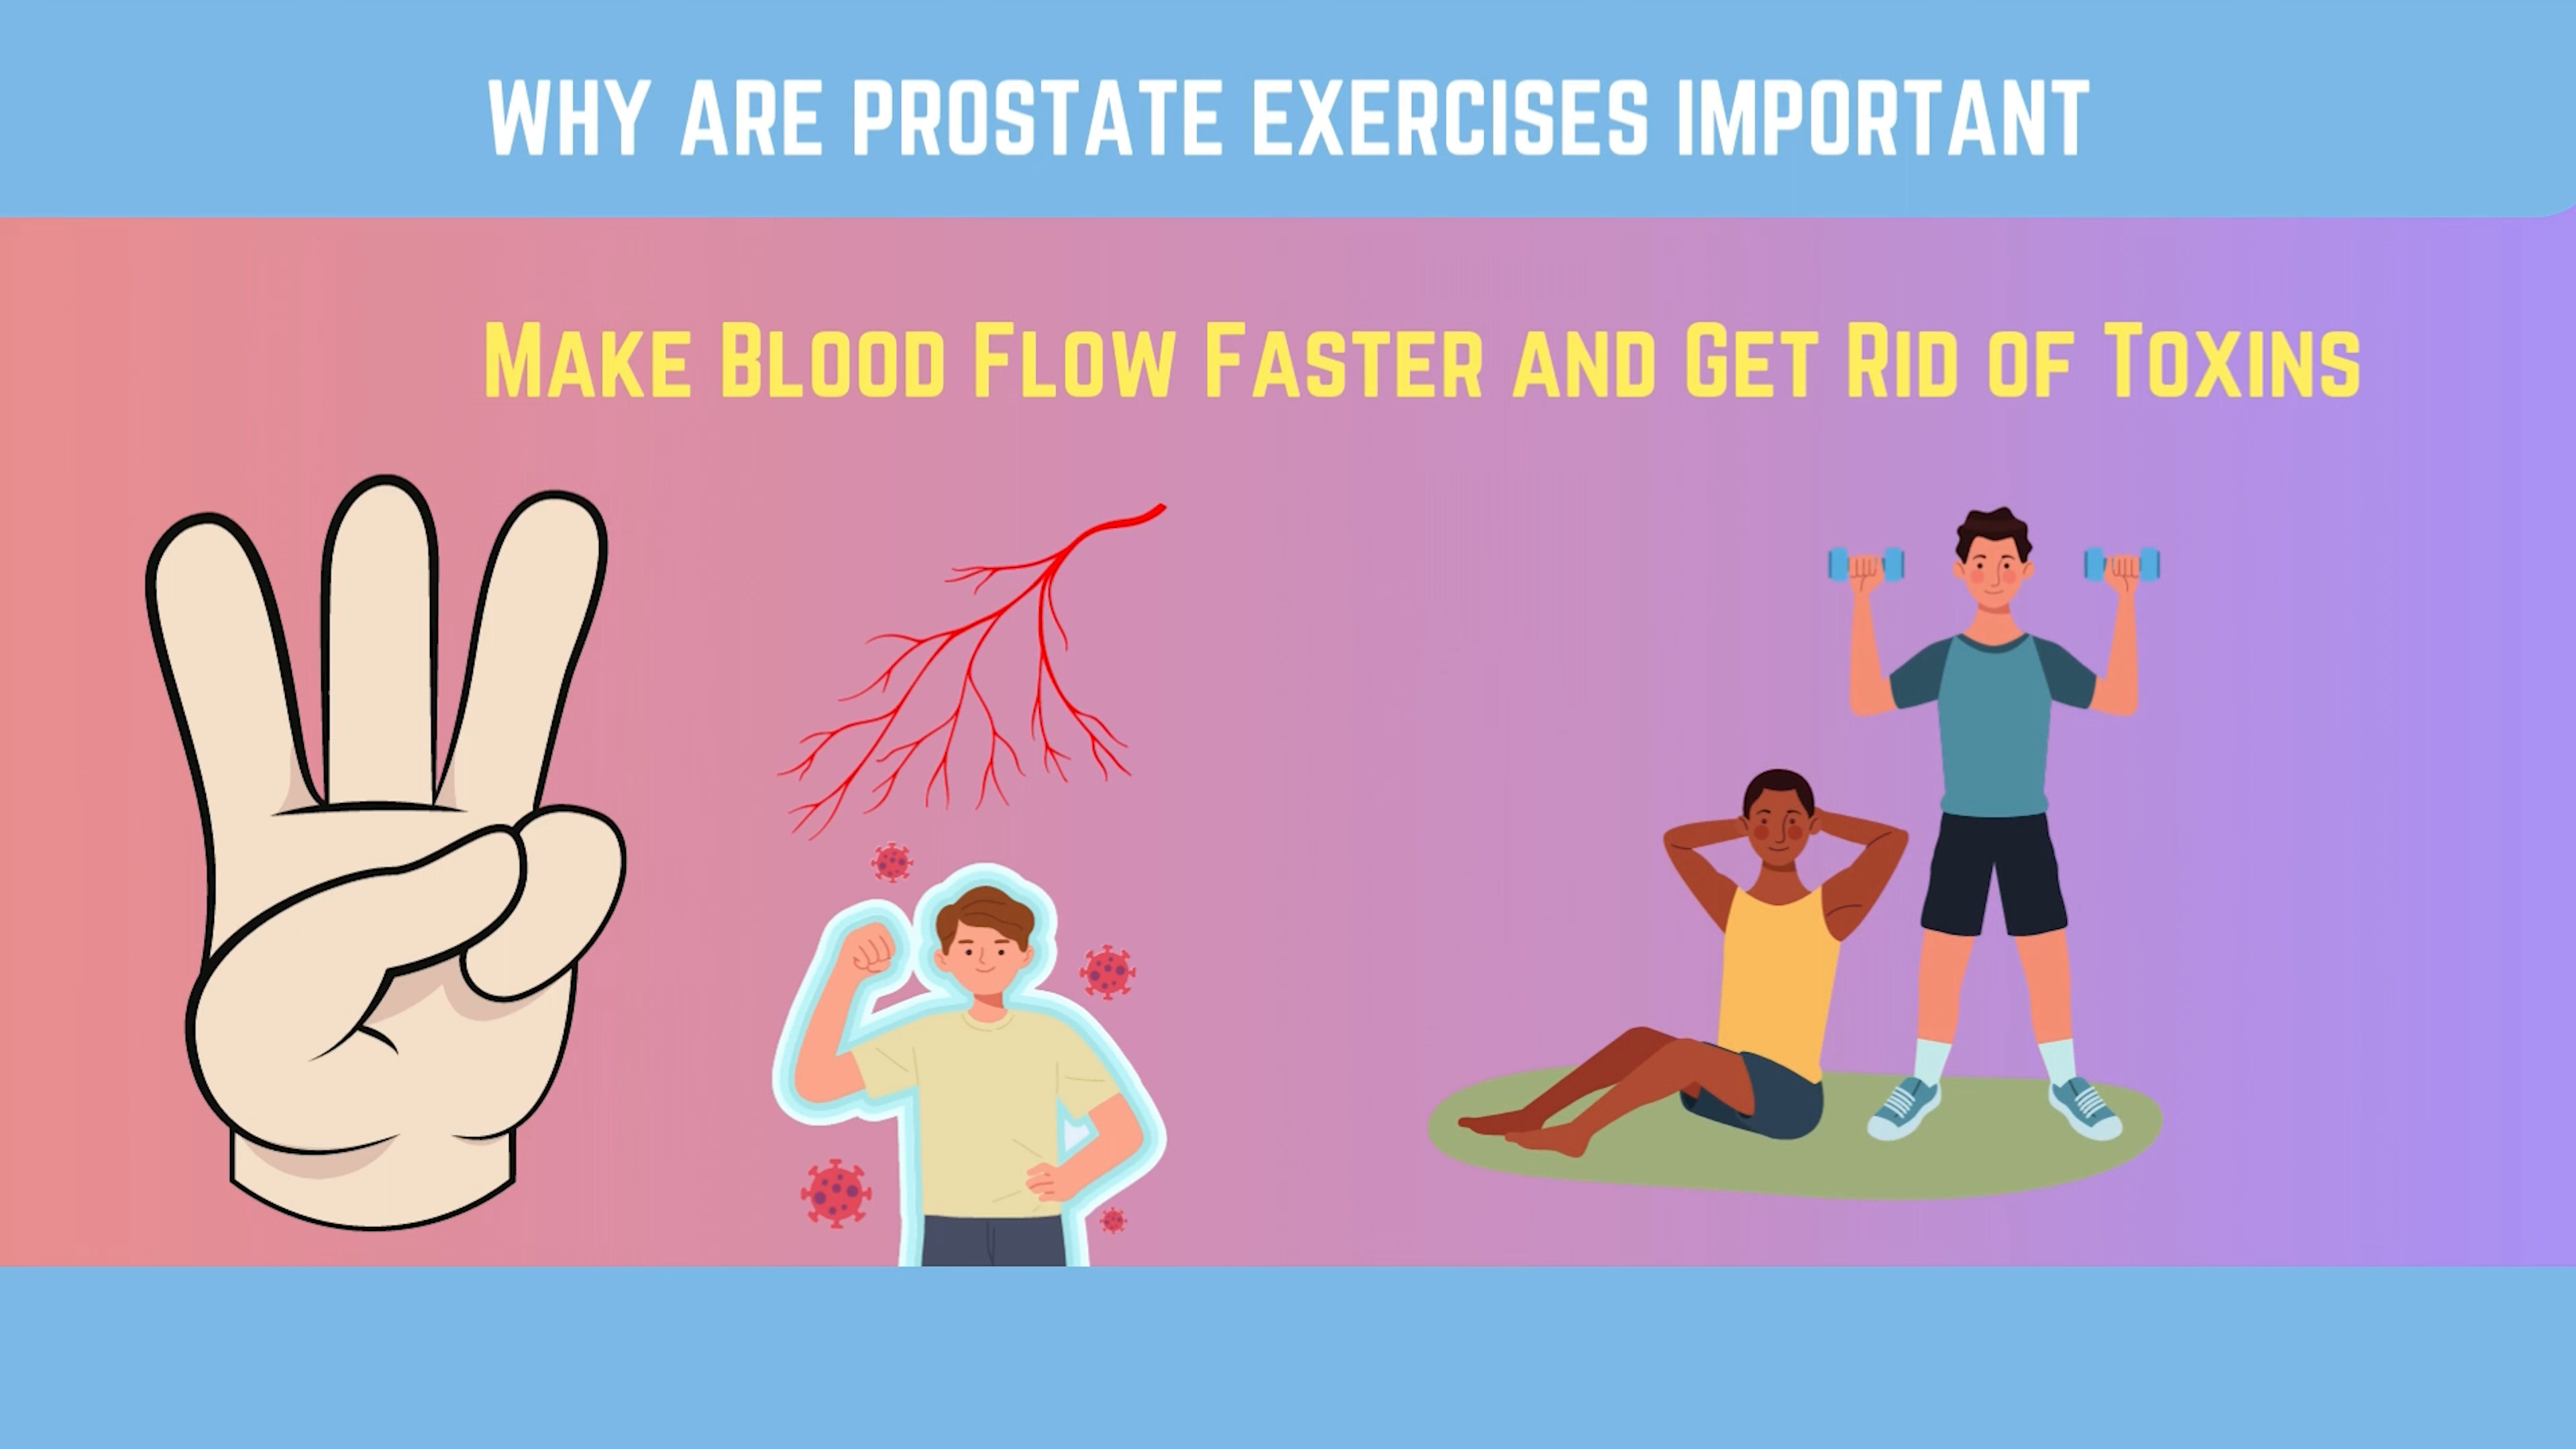 WHY ARE PROSTATE EXERCISES IMPORTANT
Make Blood Flow Faster and Get Rid of Toxins